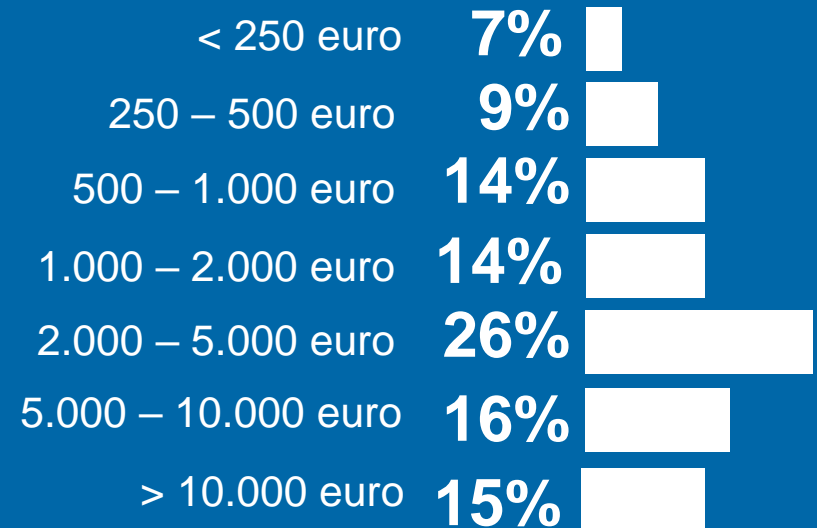 < 250 euro 7%
250 – 500 euro 9%
500 – 1.000 euro 14%
1.000 – 2.000 euro 14%
2.000 – 5.000 euro 26%
5.000 – 10.000 euro 16%
> 10.000 euro 15%